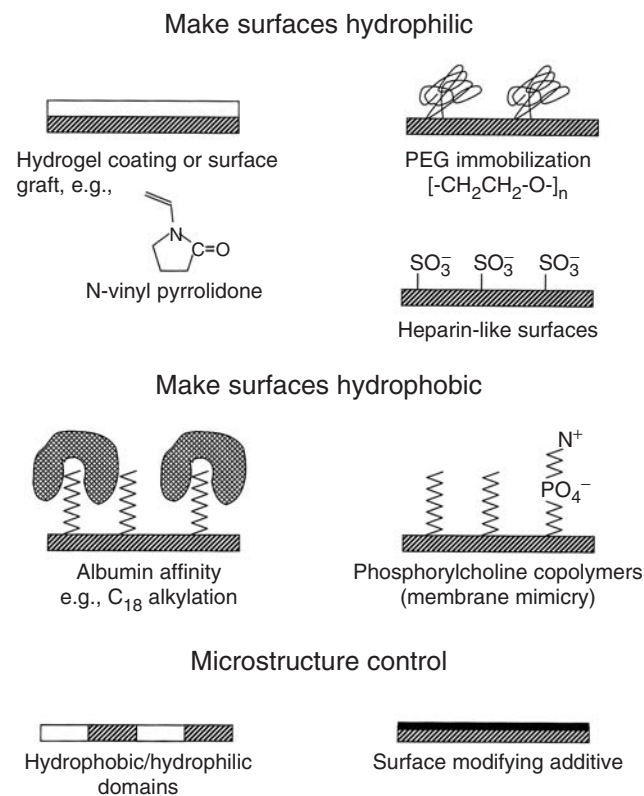 Make surfaces hydrophilic
Hydrogel coating or surface
graft, e.g.,
N
C=O
N-vinyl pyrrolidone
PEG immobilization
[-CH₂CH₂-O-]ₙ
SO₃⁻ SO₃⁻ SO₃⁻
Heparin-like surfaces
Make surfaces hydrophobic
Albumin affinity
e.g., C₁₈ alkylation
N⁺
PO₄⁻
Phosphorylcholine copolymers
(membrane mimicry)
Microstructure control
Hydrophobic/hydrophilic
domains
Surface modifying additive